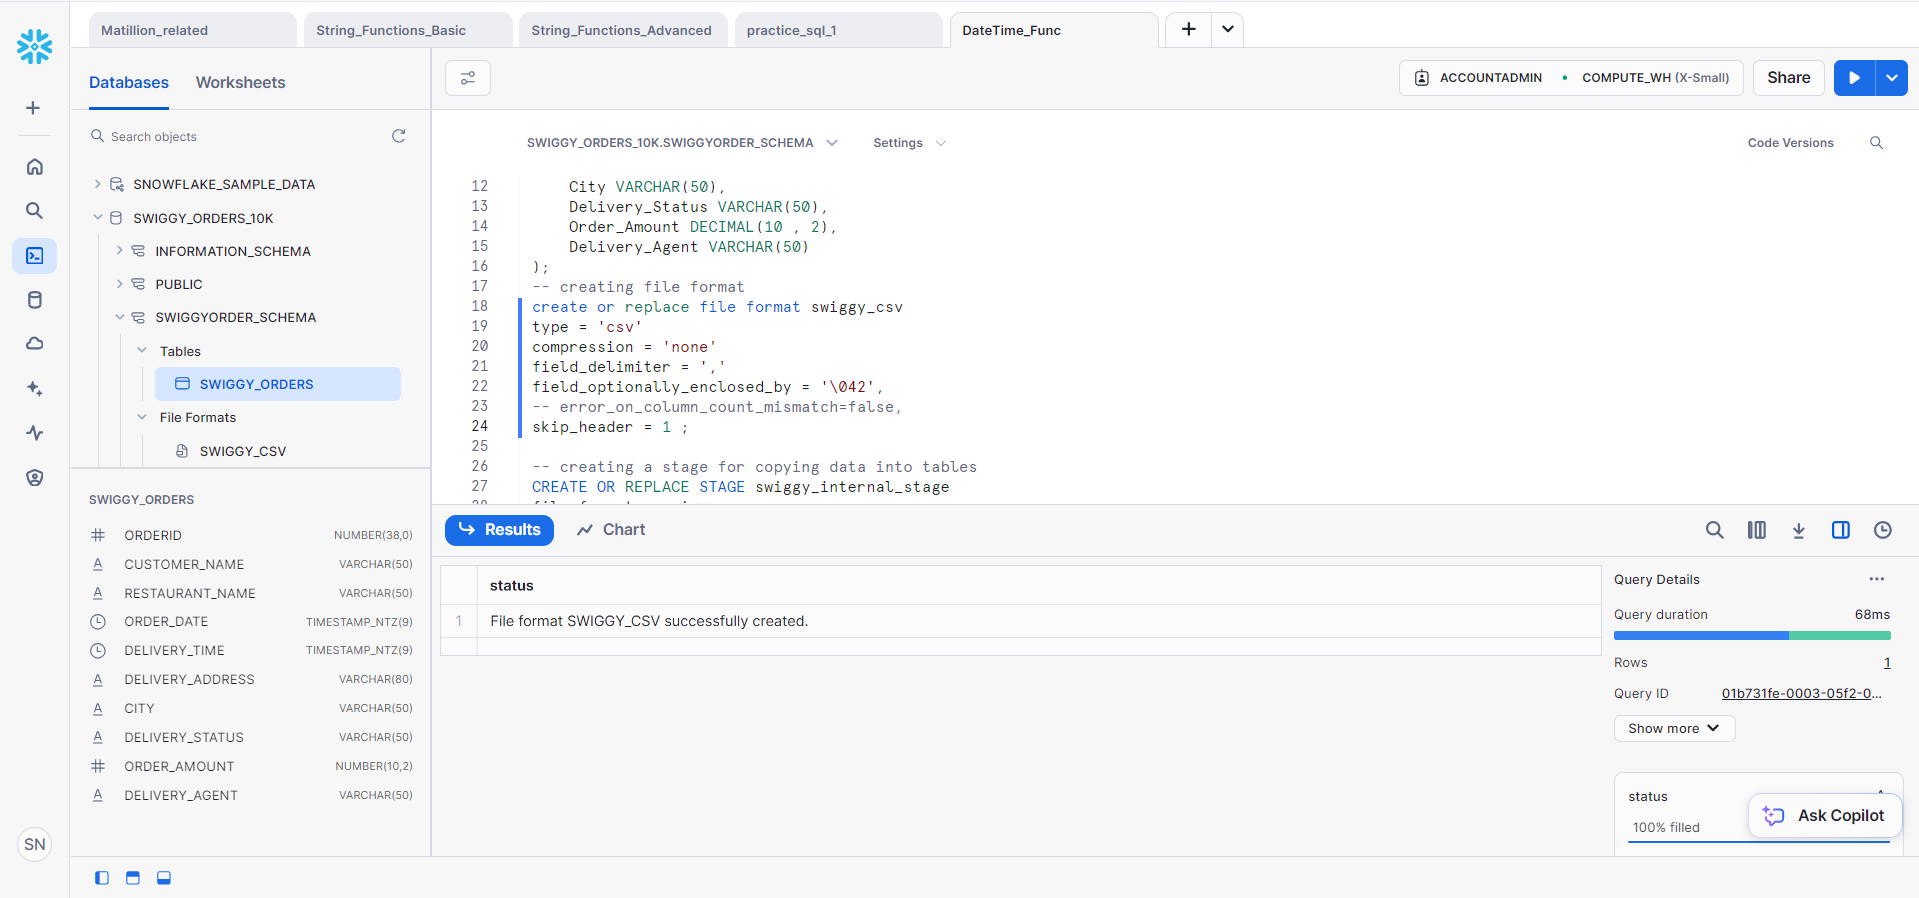 Matillion_related
String_Functions_Basic
String_Functions_Advanced
practice_sql_1
DateTime_Func
Databases
Worksheets
ACCOUNTADMIN
COMPUTE_WH (X-Small)
Share
Search objects
SNOWFLAKE_SAMPLE_DATA
SWIGGY_ORDERS_10K
INFORMATION_SCHEMA
PUBLIC
SWIGGYORDER_SCHEMA
Tables
SWIGGY_ORDERS
File Formats
SWIGGY_CSV
SWIGGY_ORDERS
ORDERID NUMBER(38,0)
CUSTOMER_NAME VARCHAR(50)
RESTAURANT_NAME VARCHAR(50)
ORDER_DATE TIMESTAMP_NTZ(9)
DELIVERY_TIME TIMESTAMP_NTZ(9)
DELIVERY_ADDRESS VARCHAR(80)
CITY VARCHAR(50)
DELIVERY_STATUS VARCHAR(50)
ORDER_AMOUNT NUMBER(10,2)
DELIVERY_AGENT VARCHAR(50)
SN
SWIGGY_ORDERS_10K.SWIGGYORDER_SCHEMA
Settings
Code Versions
12 City VARCHAR(50),
13 Delivery_Status VARCHAR(50),
14 Order_Amount DECIMAL(10 , 2),
15 Delivery_Agent VARCHAR(50)
16 );
17 -- creating file format
18 create or replace file format swiggy_csv
19 type = 'csv'
20 compression = 'none'
21 field_delimiter = ','
22 field_optionally_enclosed_by = '\042',
23 -- error_on_column_count_mismatch=false,
24 skip_header = 1 ;
25
26 -- creating a stage for copying data into tables
27 CREATE OR REPLACE STAGE swiggy_internal_stage
Results
Chart
status
1 File format SWIGGY_CSV successfully created.
Query Details
Query duration 68ms
Rows 1
Query ID 01b731fe-0003-05f2-0...
Show more
status
100% filled
Ask Copilot